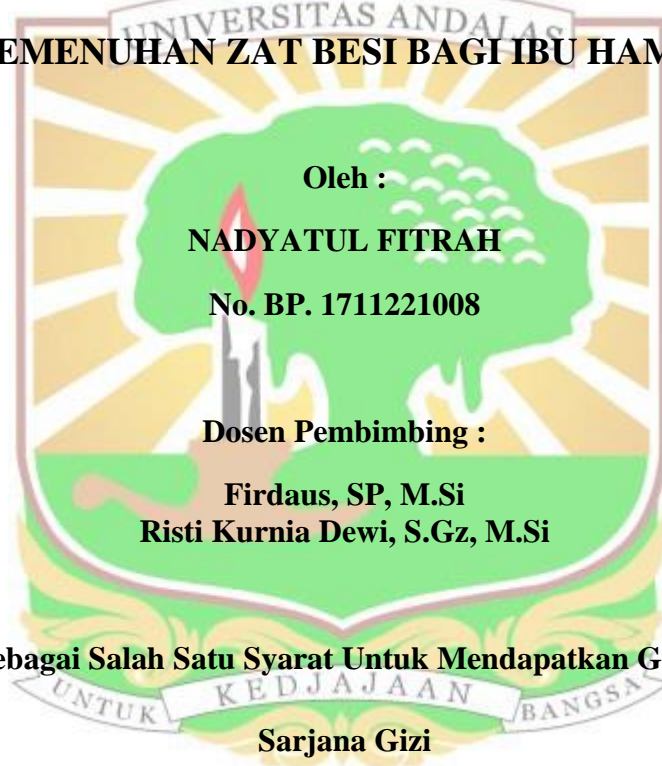 UNIVERSITAS ANDALAS
EMENUHAN ZAT BESI BAGI IBU HAM
Oleh :
NADYATUL FITRAH
No. BP. 1711221008
Dosen Pembimbing :
Firdaus, SP, M.Si
Risti Kurnia Dewi, S.Gz, M.Si
ebagai Salah Satu Syarat Untuk Mendapatkan G
UNTUK KEDJAJAAN BANGSA
Sarjana Gizi